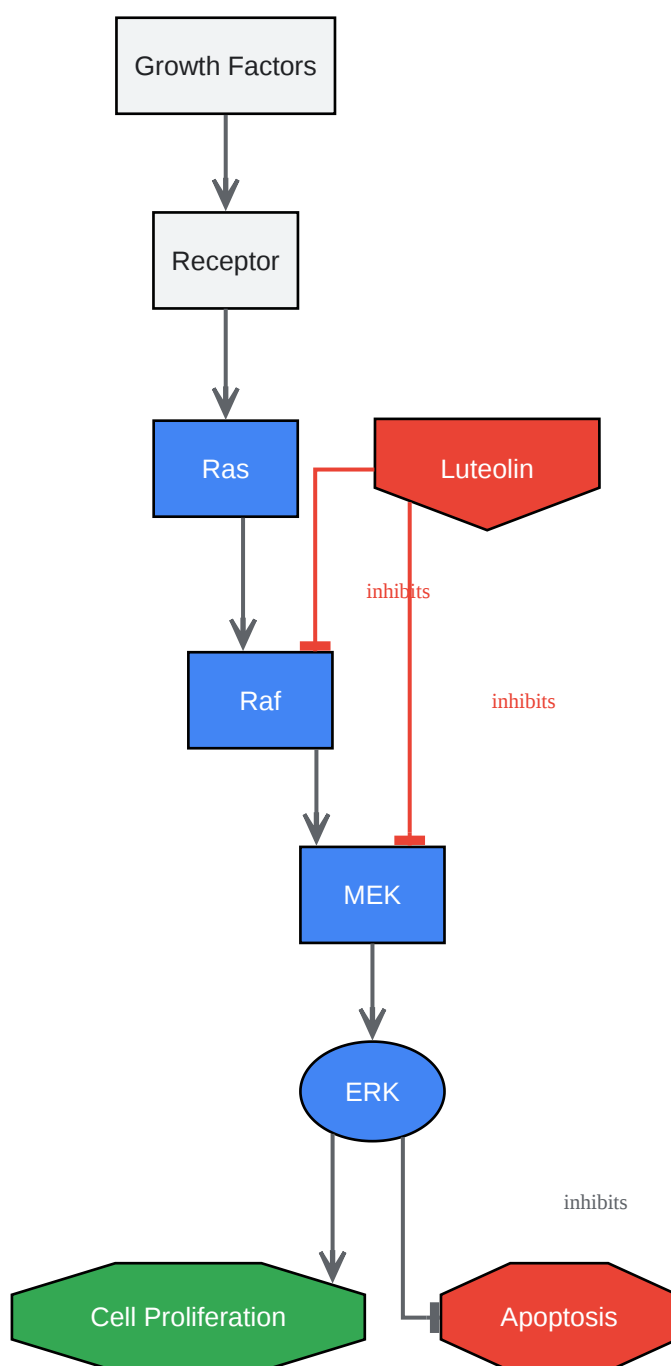 Growth Factors
Receptor
Ras
Luteolin
inhibits
Raf
inhibits
MEK
ERK
inhibits
Cell Proliferation
Apoptosis